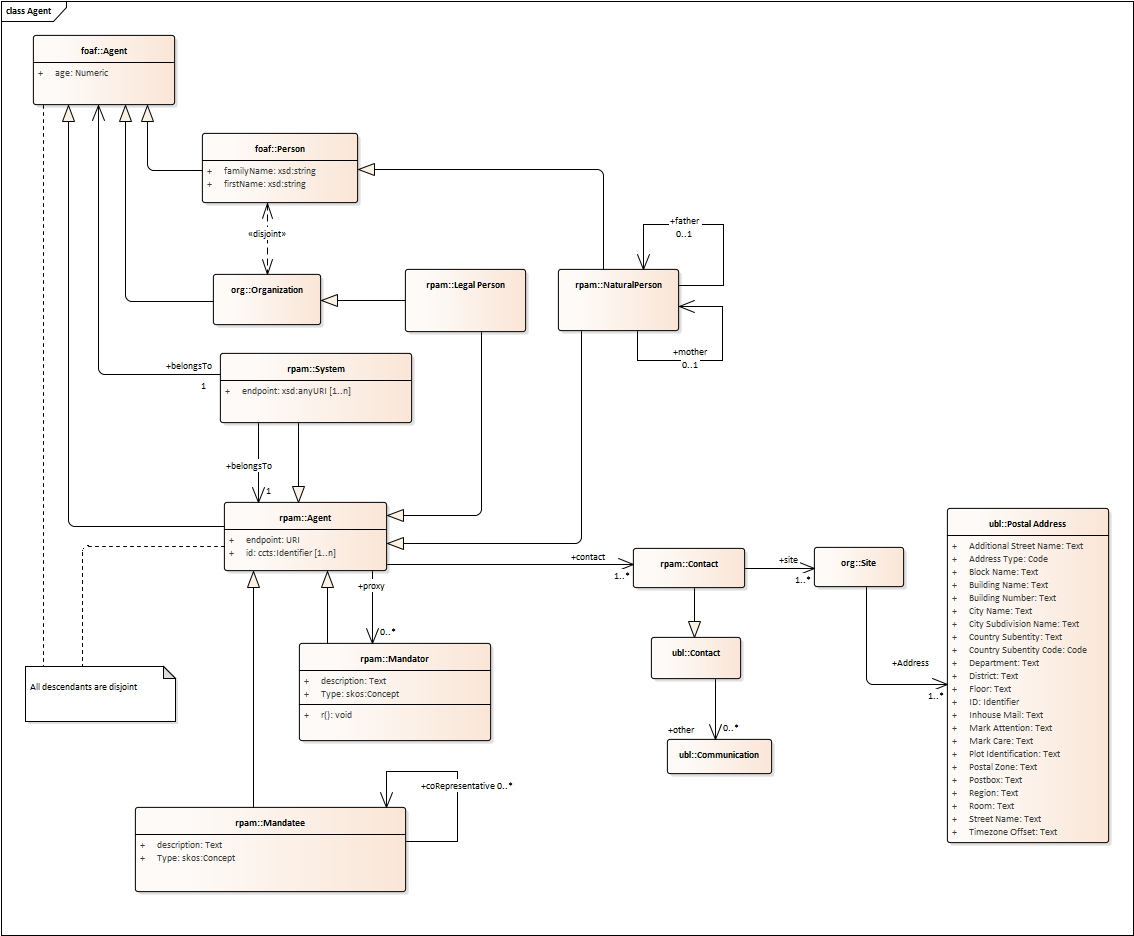 class Agent
foaf::Agent
+ age: Numeric
foaf::Person
+ familyName: xsd:string
+ firstName: xsd:string
«disjoint»
org::Organization
rpam::Legal Person
rpam::NaturalPerson
+father
0..1
+mother
0..1
+belongsTo
1
rpam::System
+ endpoint: xsd:anyURI [1..n]
+belongsTo
1
rpam::Agent
+ endpoint: URI
+ id: ccts:Identifier [1..n]
+contact
1..*
rpam::Contact
+site
1..*
org::Site
+proxy
0..*
rpam::Mandator
+ description: Text
+ Type: skos:Concept
+ r(): void
All descendants are disjoint
ubl::Contact
+other
0..*
ubl::Communication
+Address
1..*
ubl::Postal Address
+ Additional Street Name: Text
+ Address Type: Code
+ Block Name: Text
+ Building Name: Text
+ Building Number: Text
+ City Name: Text
+ City Subdivision Name: Text
+ Country Subentity: Text
+ Country Subentity Code: Code
+ Department: Text
+ District: Text
+ Floor: Text
+ ID: Identifier
+ Inhouse Mail: Text
+ Mark Attention: Text
+ Mark Care: Text
+ Plot Identification: Text
+ Postal Zone: Text
+ Postbox: Text
+ Region: Text
+ Room: Text
+ Street Name: Text
+ Timezone Offset: Text
+coRepresentative 0..*
rpam::Mandatee
+ description: Text
+ Type: skos:Concept